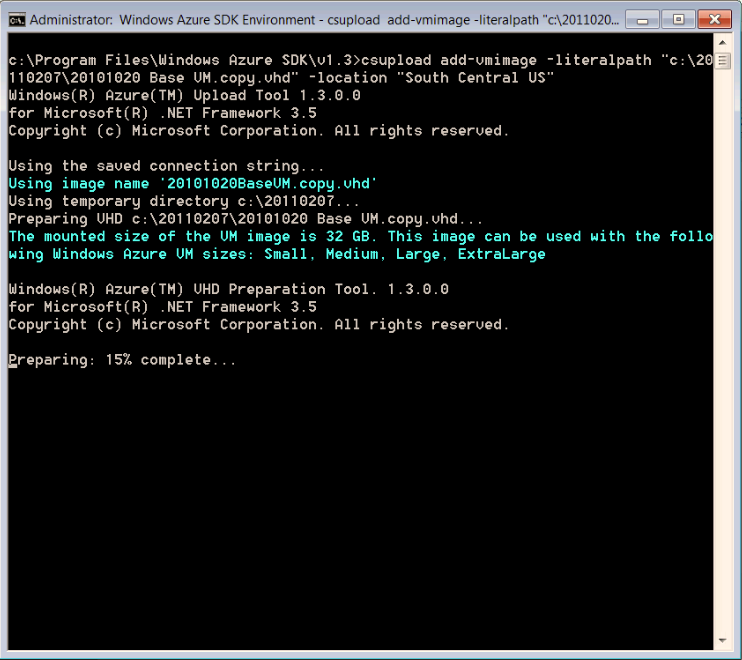 Administrator: Windows Azure SDK Environment - csupload add-vmimage -literalpath "c:\2011020...
c:\Program Files\Windows Azure SDK\v1.3>csupload add-vmimage -literalpath "c:\20
110207\20101020 Base VM.copy.vhd" -location "South Central US"
Windows(R) Azure(TM) Upload Tool 1.3.0.0
for Microsoft(R) .NET Framework 3.5
Copyright (c) Microsoft Corporation. All rights reserved.
Using the saved connection string...
Using image name '20101020BaseVM.copy.vhd'
Using temporary directory c:\20110207...
Preparing VHD c:\20110207\20101020 Base VM.copy.vhd...
The mounted size of the VM image is 32 GB. This image can be used with the follo
wing Windows Azure VM sizes: Small, Medium, Large, ExtraLarge
Windows(R) Azure(TM) VHD Preparation Tool. 1.3.0.0
for Microsoft(R) .NET Framework 3.5
Copyright (c) Microsoft Corporation. All rights reserved.
Preparing: 15% complete...